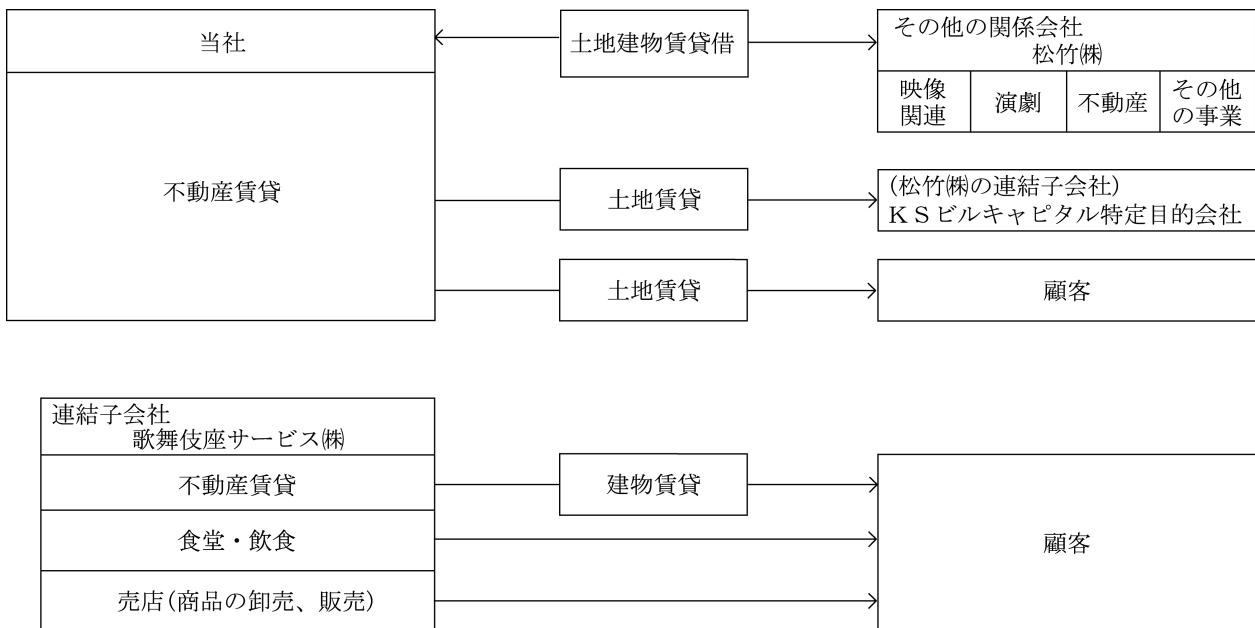 当社
土地建物賃貸借
その他の関係会社
松竹㈱
映像
関連
演劇
不動産
その他
の事業
不動産賃貸
土地賃貸
(松竹㈱の連結子会社)
ＫＳビルキャピタル特定目的会社
土地賃貸
顧客
連結子会社
歌舞伎座サービス㈱
不動産賃貸
建物賃貸
食堂・飲食
顧客
売店(商品の卸売、販売)